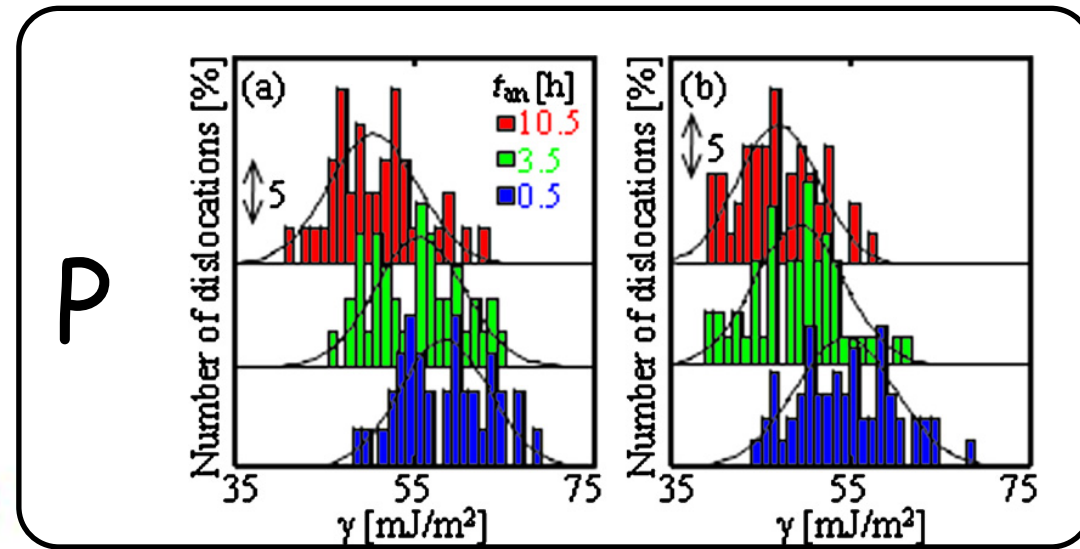 P
Number of dislocations [%]
(a)
5
tan [h]
10.5
3.5
0.5
35 55 75
γ [mJ/m²]
Number of dislocations [%]
(b)
5
35 55 75
γ [mJ/m²]